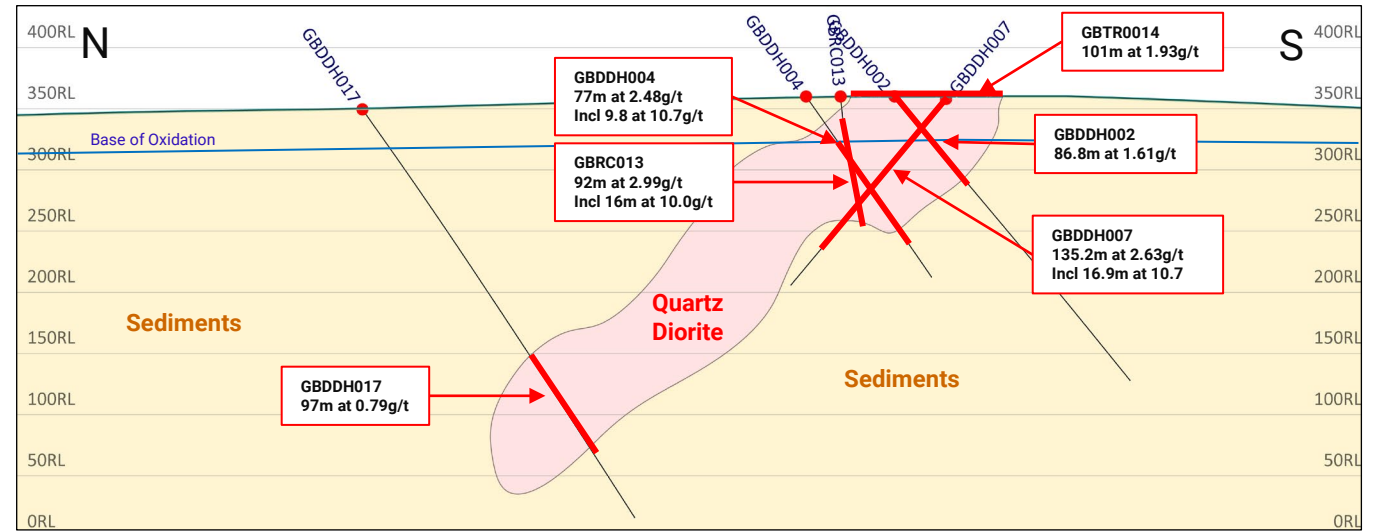 400RL
N
GBDDH017
GBDDH004
GBRC013
GBDDH002
GBDDH007
S
400RL
GBTR0014
101m at 1.93g/t
GBDDH004
77m at 2.48g/t
Incl 9.8 at 10.7g/t
350RL
350RL
Base of Oxidation
GBDDH002
86.8m at 1.61g/t
300RL
300RL
GBRC013
92m at 2.99g/t
Incl 16m at 10.0g/t
250RL
250RL
GBDDH007
135.2m at 2.63g/t
Incl 16.9m at 10.7
200RL
200RL
Quartz
Diorite
Sediments
150RL
150RL
Sediments
GBDDH017
97m at 0.79g/t
100RL
100RL
50RL
50RL
0RL
0RL